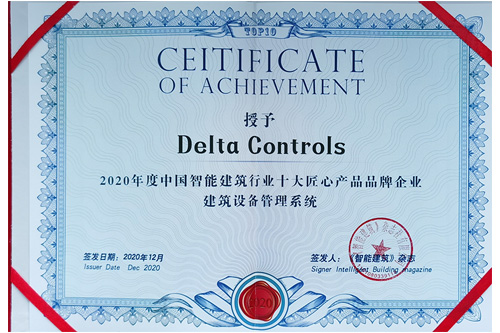 TOP10
CEITIFICATE
OF ACHIEVEMENT
授予
Delta Controls
2020年度中国智能建筑行业十大匠心产品品牌企业
建筑设备管理系统
签发日期：2020年12月
Issuer Date Dec 2020
签发人：《智能建筑》杂志
Signer Intelligent Building magazine
2020